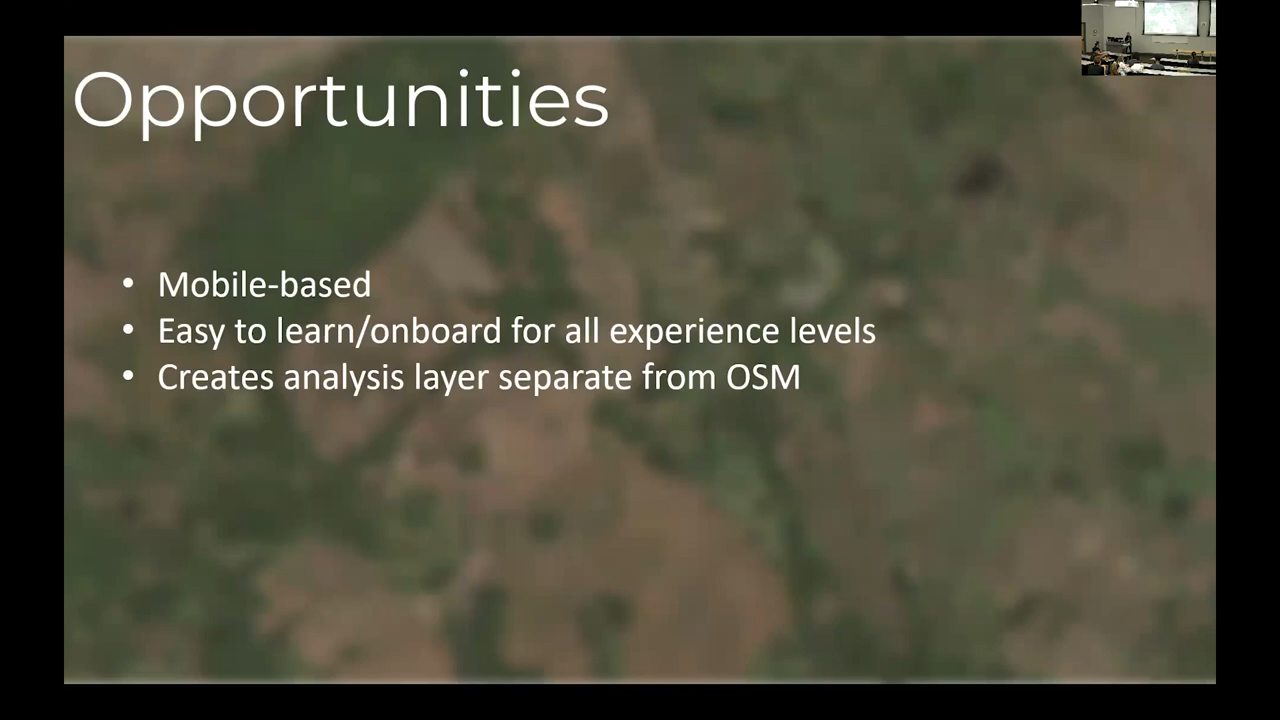 Opportunities
• Mobile-based
• Easy to learn/onboard for all experience levels
• Creates analysis layer separate from OSM